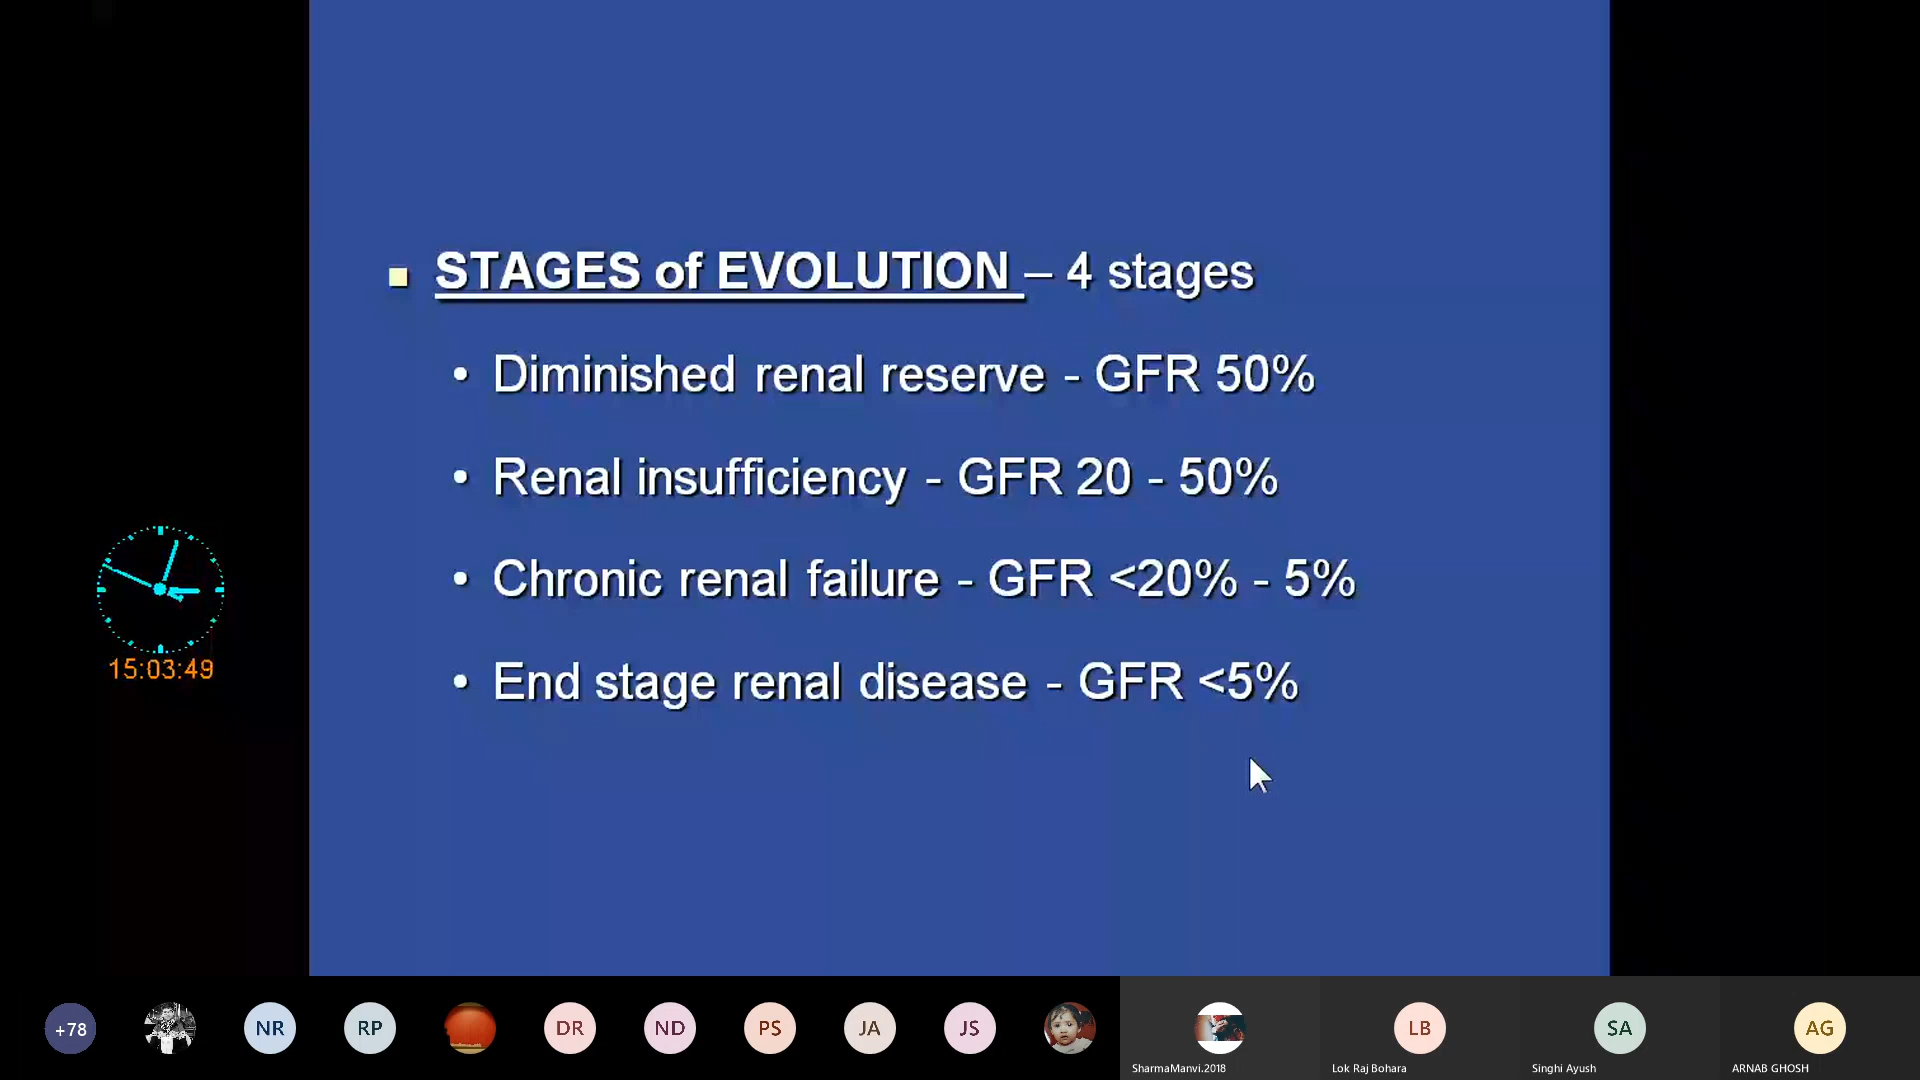 STAGES of EVOLUTION – 4 stages
• Diminished renal reserve - GFR 50%
• Renal insufficiency - GFR 20 - 50%
• Chronic renal failure - GFR <20% - 5%
• End stage renal disease - GFR <5%
15:03:49
+78
NR
RP
DR
ND
PS
JA
JS
LB
SA
AG
SharmaManvi.2018
Lok Raj Bohara
Singhi Ayush
ARNAB GHOSH